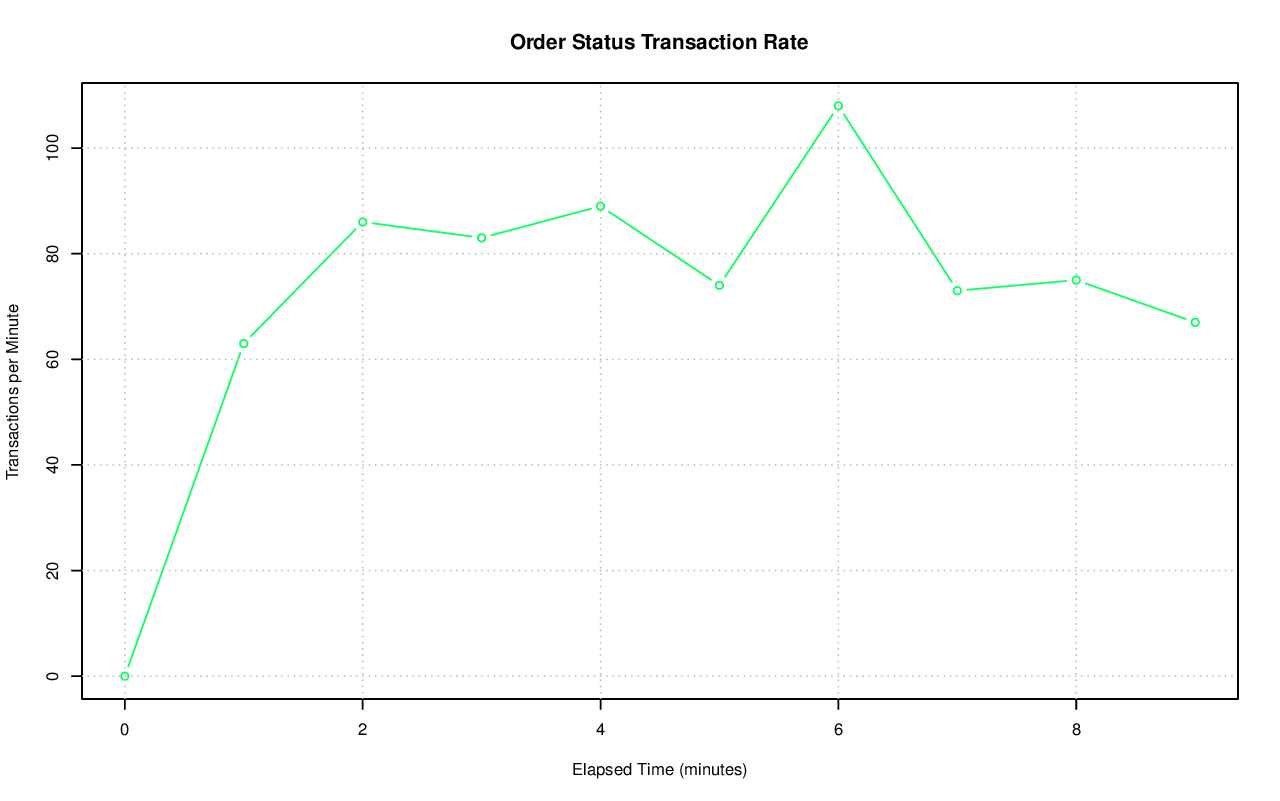 Order Status Transaction Rate
100
80
60
40
20
0
Transactions per Minute
0 2 4 6 8
Elapsed Time (minutes)